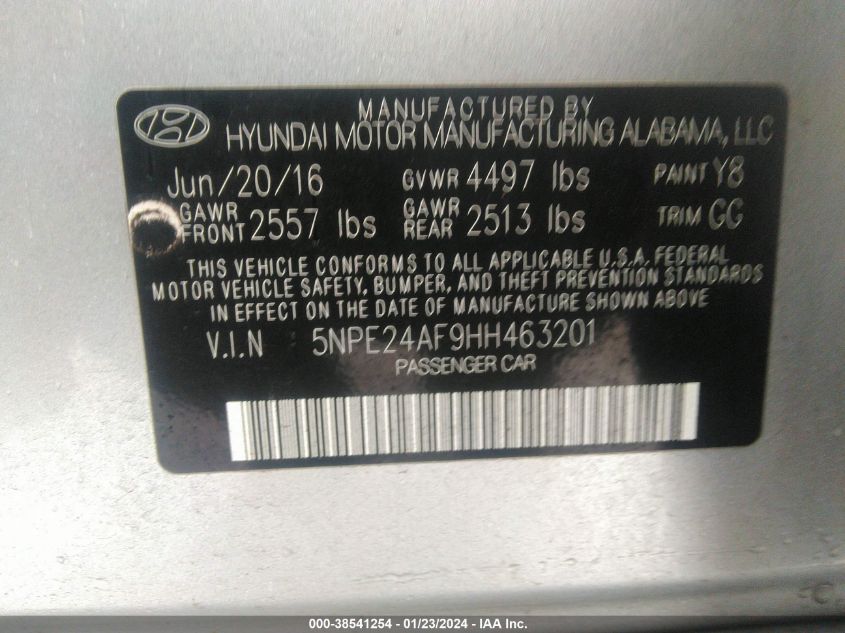 MANUFACTURED BY
HYUNDAI MOTOR MANUFACTURING ALABAMA, LLC
Jun/20/16 GVWR 4497 lbs PAINT Y8
GAWR FRONT 2557 lbs GAWR REAR 2513 lbs TRIM GG
THIS VEHICLE CONFORMS TO ALL APPLICABLE U.S.A. FEDERAL
MOTOR VEHICLE SAFETY, BUMPER, AND THEFT PREVENTION STANDARDS
IN EFFECT ON THE DATE OF MANUFACTURE SHOWN ABOVE
V.I.N 5NPE24AF9HH463201
PASSENGER CAR
000-38541254 - 01/23/2024 - IAA Inc.